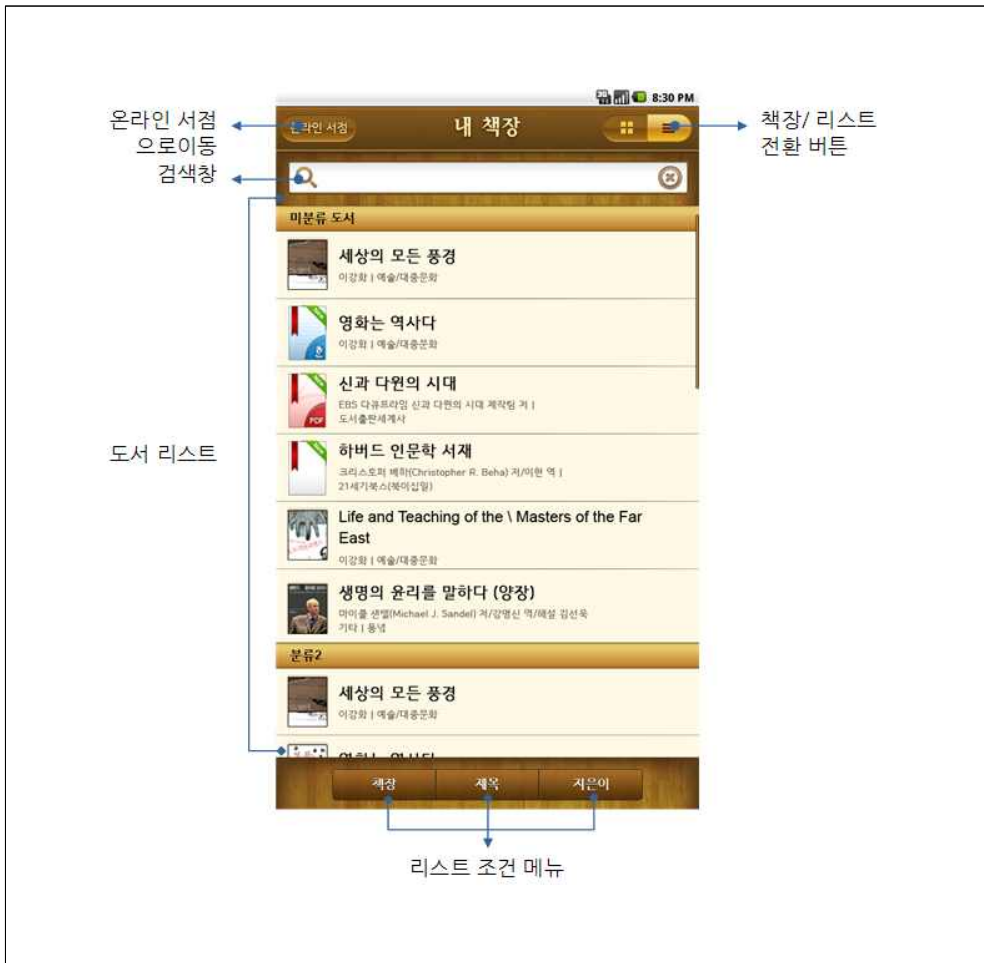 8:30 PM
온라인 서점
으로이동
온라인 서점
내 책장
책장/ 리스트
전환 버튼
검색창
미분류 도서
세상의 모든 풍경
이강화 | 예술/대중문화
영화는 역사다
이강화 | 예술/대중문화
신과 다윈의 시대
EBS 다큐프라임 신과 다윈의 시대 제작팀 저 |
도서출판세계사
PDF
도서 리스트
하버드 인문학 서재
크리스토퍼 베하(Christopher R. Beha) 저/이현 역 |
21세기북스(북이십일)
Life and Teaching of the \ Masters of the Far
East
이강화 | 예술/대중문화
생명의 윤리를 말하다 (양장)
마이클 샌델(Michael J. Sandel) 저/강명신 역/해설 김선욱
기타 | 동녘
분류2
세상의 모든 풍경
이강화 | 예술/대중문화
영화는 역사다
책장
제목
지은이
리스트 조건 메뉴